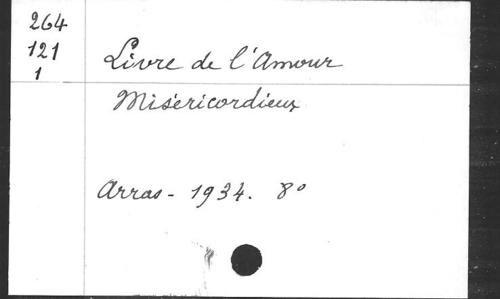 264
121
1
Livre de l'Amour
Miséricordieux
Arras - 1934. 8°